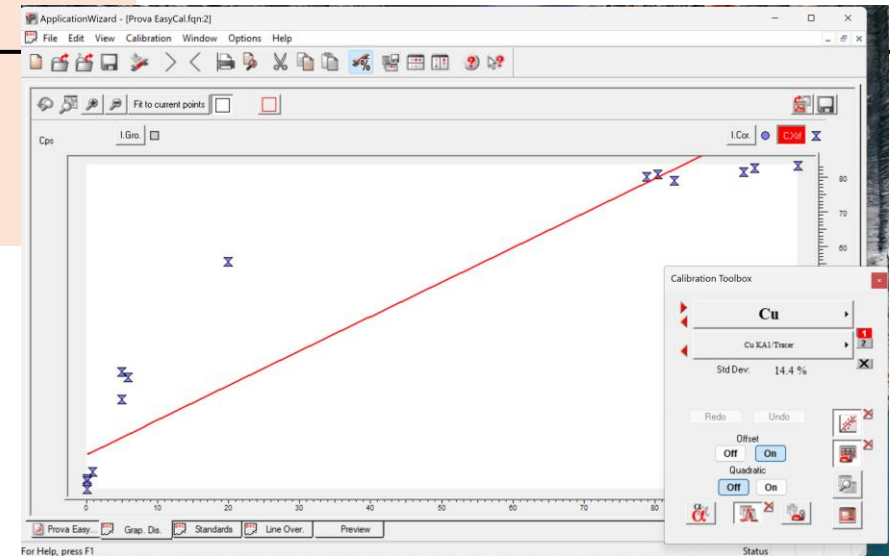 ApplicationWizard - [Prova EasyCal.fqn:2]
File Edit View Calibration Window Options Help
Fit to current points
Cps
I.Gro.
I.Cor.
C.Xrf
80
70
60
0 10 20 30 40 50 60 70 80
Calibration Toolbox
Cu
Cu KA1/Tracer
1
2
Std Dev: 14.4 %
Redo Undo
Offset
Off On
Quadratic
Off On
Prova Easy... Grap. Dis. Standards Line Over. Preview
For Help, press F1
Status